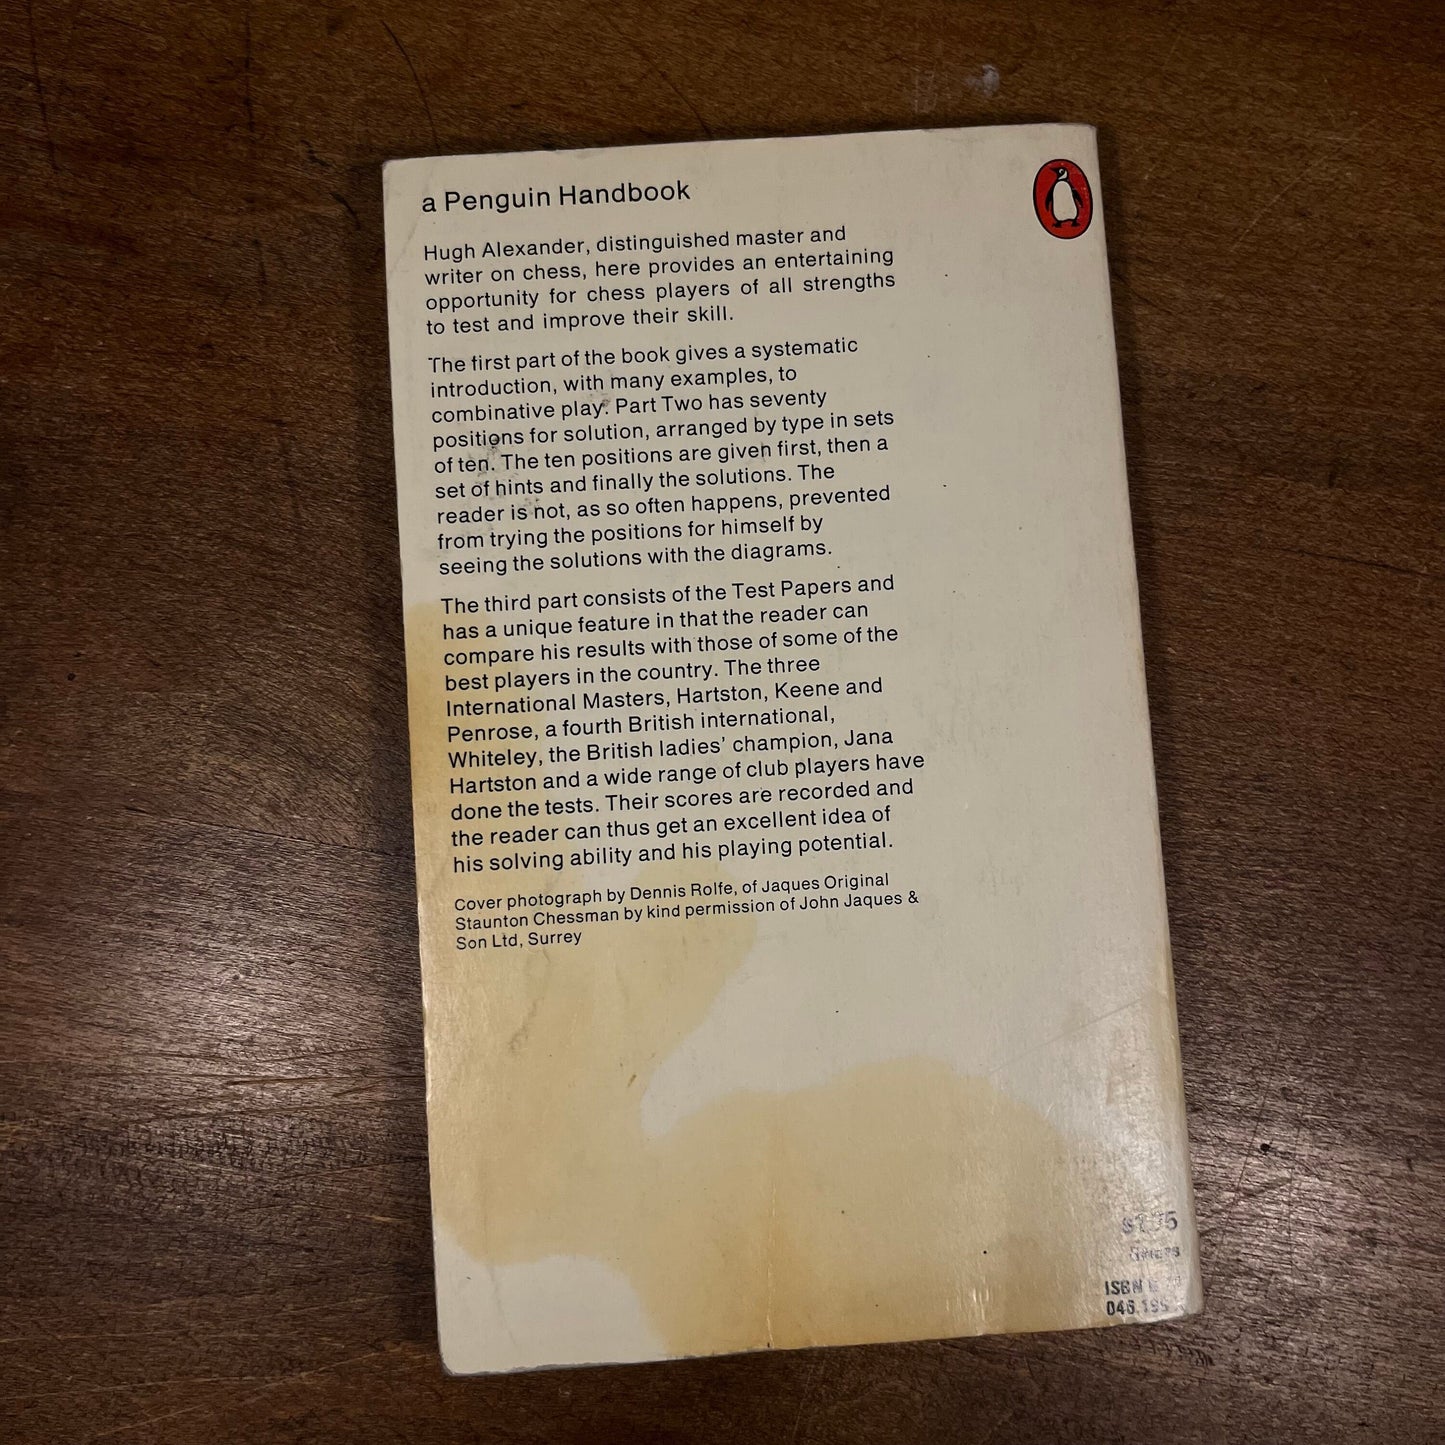 a Penguin Handbook
Hugh Alexander, distinguished master and
writer on chess, here provides an entertaining
opportunity for chess players of all strengths
to test and improve their skill.
The first part of the book gives a systematic
introduction, with many examples, to
combinative play. Part Two has seventy
positions for solution, arranged by type in sets
of ten. The ten positions are given first, then a
set of hints and finally the solutions. The
reader is not, as so often happens, prevented
from trying the positions for himself by
seeing the solutions with the diagrams.
The third part consists of the Test Papers and
has a unique feature in that the reader can
compare his results with those of some of the
best players in the country. The three
International Masters, Hartston, Keene and
Penrose, a fourth British international,
Whiteley, the British ladies' champion, Jana
Hartston and a wide range of club players have
done the tests. Their scores are recorded and
the reader can thus get an excellent idea of
his solving ability and his playing potential.
Cover photograph by Dennis Rolfe, of Jaques Original
Staunton Chessman by kind permission of John Jaques &
Son Ltd, Surrey
ISBN
046.195